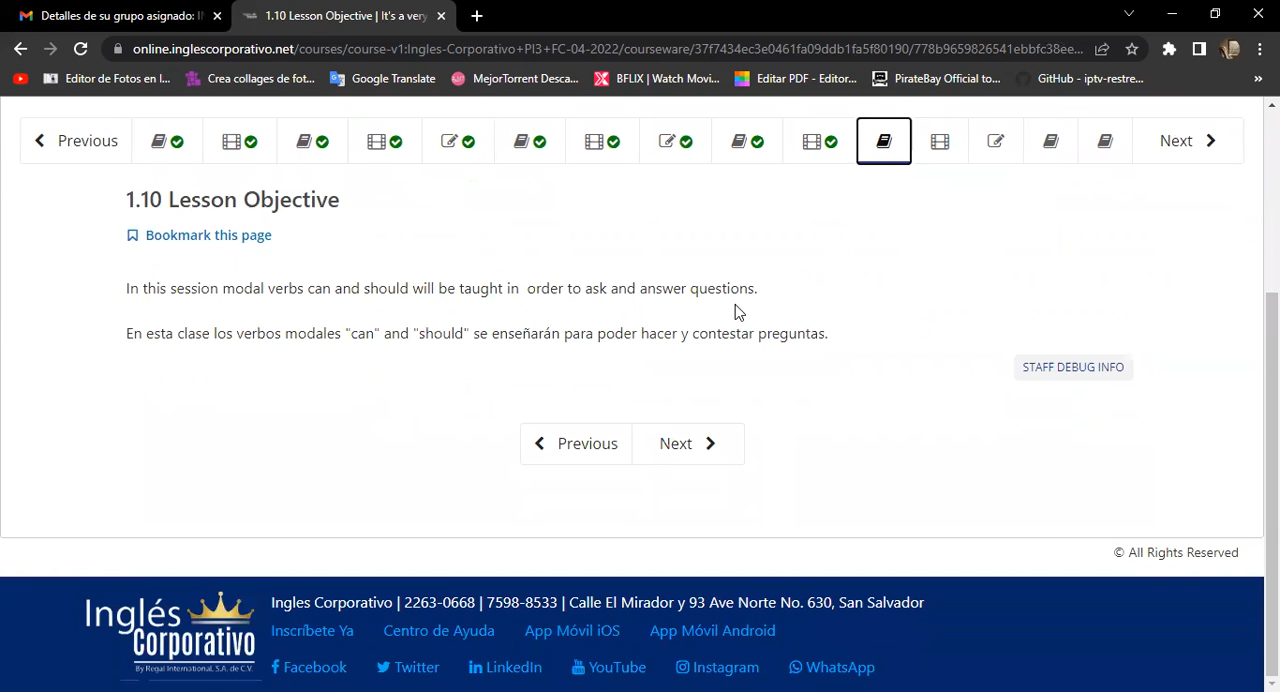 Detalles de su grupo asignado: I
1.10 Lesson Objective | It's a very
online.inglescorporativo.net/courses/course-v1:Ingles-Corporativo+PI3+FC-04-2022/courseware/37f7434ec3e0461fa09ddb1fa5f80190/778b9659826541ebbfc38ee...
Editor de Fotos en l...
Crea collages de fot...
Google Translate
MejorTorrent Desca...
BFLIX | Watch Movi...
Editar PDF - Editor...
PirateBay Official to...
GitHub - iptv-restre...
»
Previous
Next
1.10 Lesson Objective
Bookmark this page
In this session modal verbs can and should will be taught in order to ask and answer questions.
En esta clase los verbos modales "can" and "should" se enseñarán para poder hacer y contestar preguntas.
STAFF DEBUG INFO
Previous
Next
© All Rights Reserved
Inglés
Corporativo
By Regal International, S.A. de C.V.
Ingles Corporativo | 2263-0668 | 7598-8533 | Calle El Mirador y 93 Ave Norte No. 630, San Salvador
Inscríbete Ya Centro de Ayuda App Móvil iOS App Móvil Android
Facebook Twitter LinkedIn YouTube Instagram WhatsApp